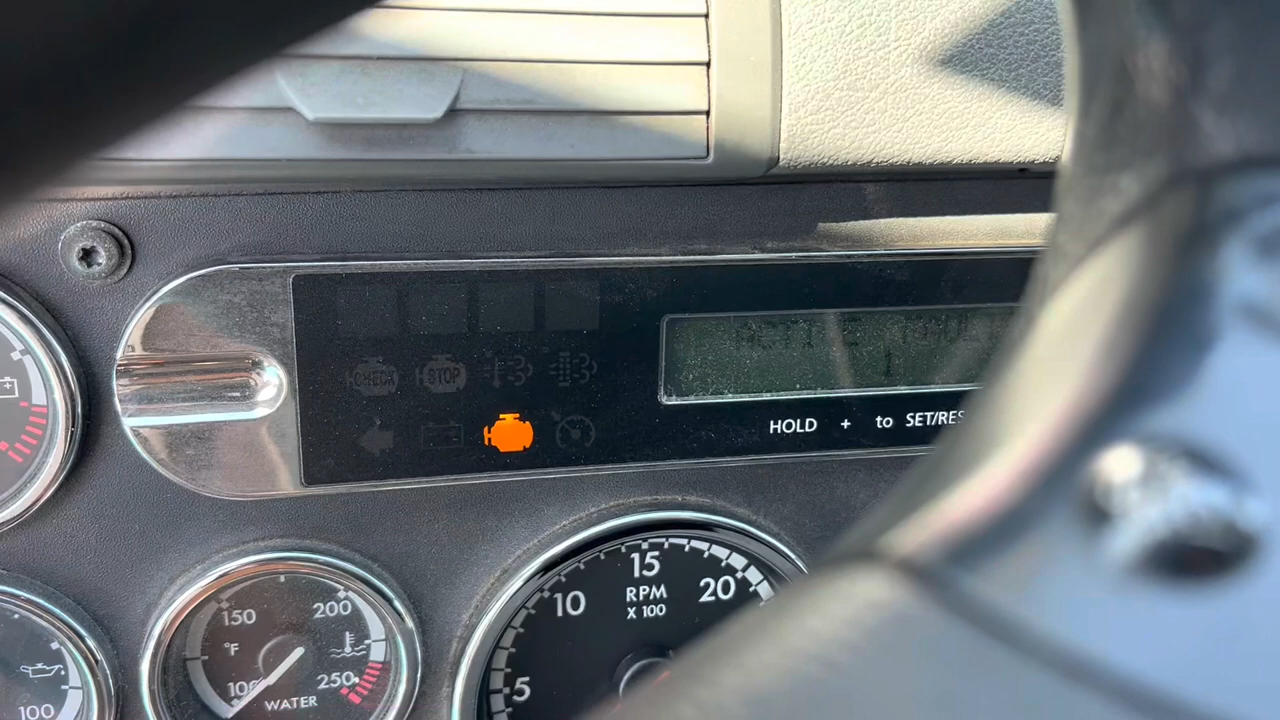 CHECK
STOP
HOLD + to SET/RES
15
10
20
RPM
X 100
5
150
200
°F
100
250
WATER
100